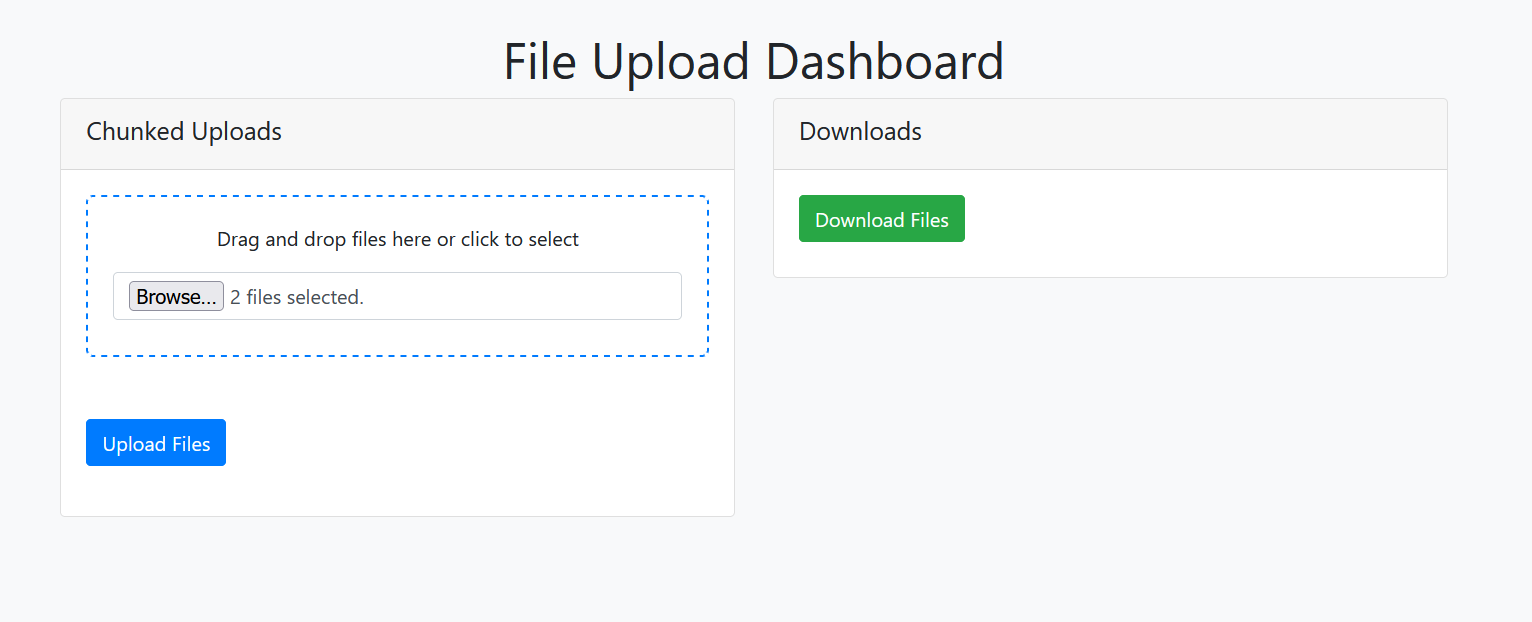 File Upload Dashboard
Chunked Uploads
Drag and drop files here or click to select
Browse... 2 files selected.
Upload Files
Downloads
Download Files